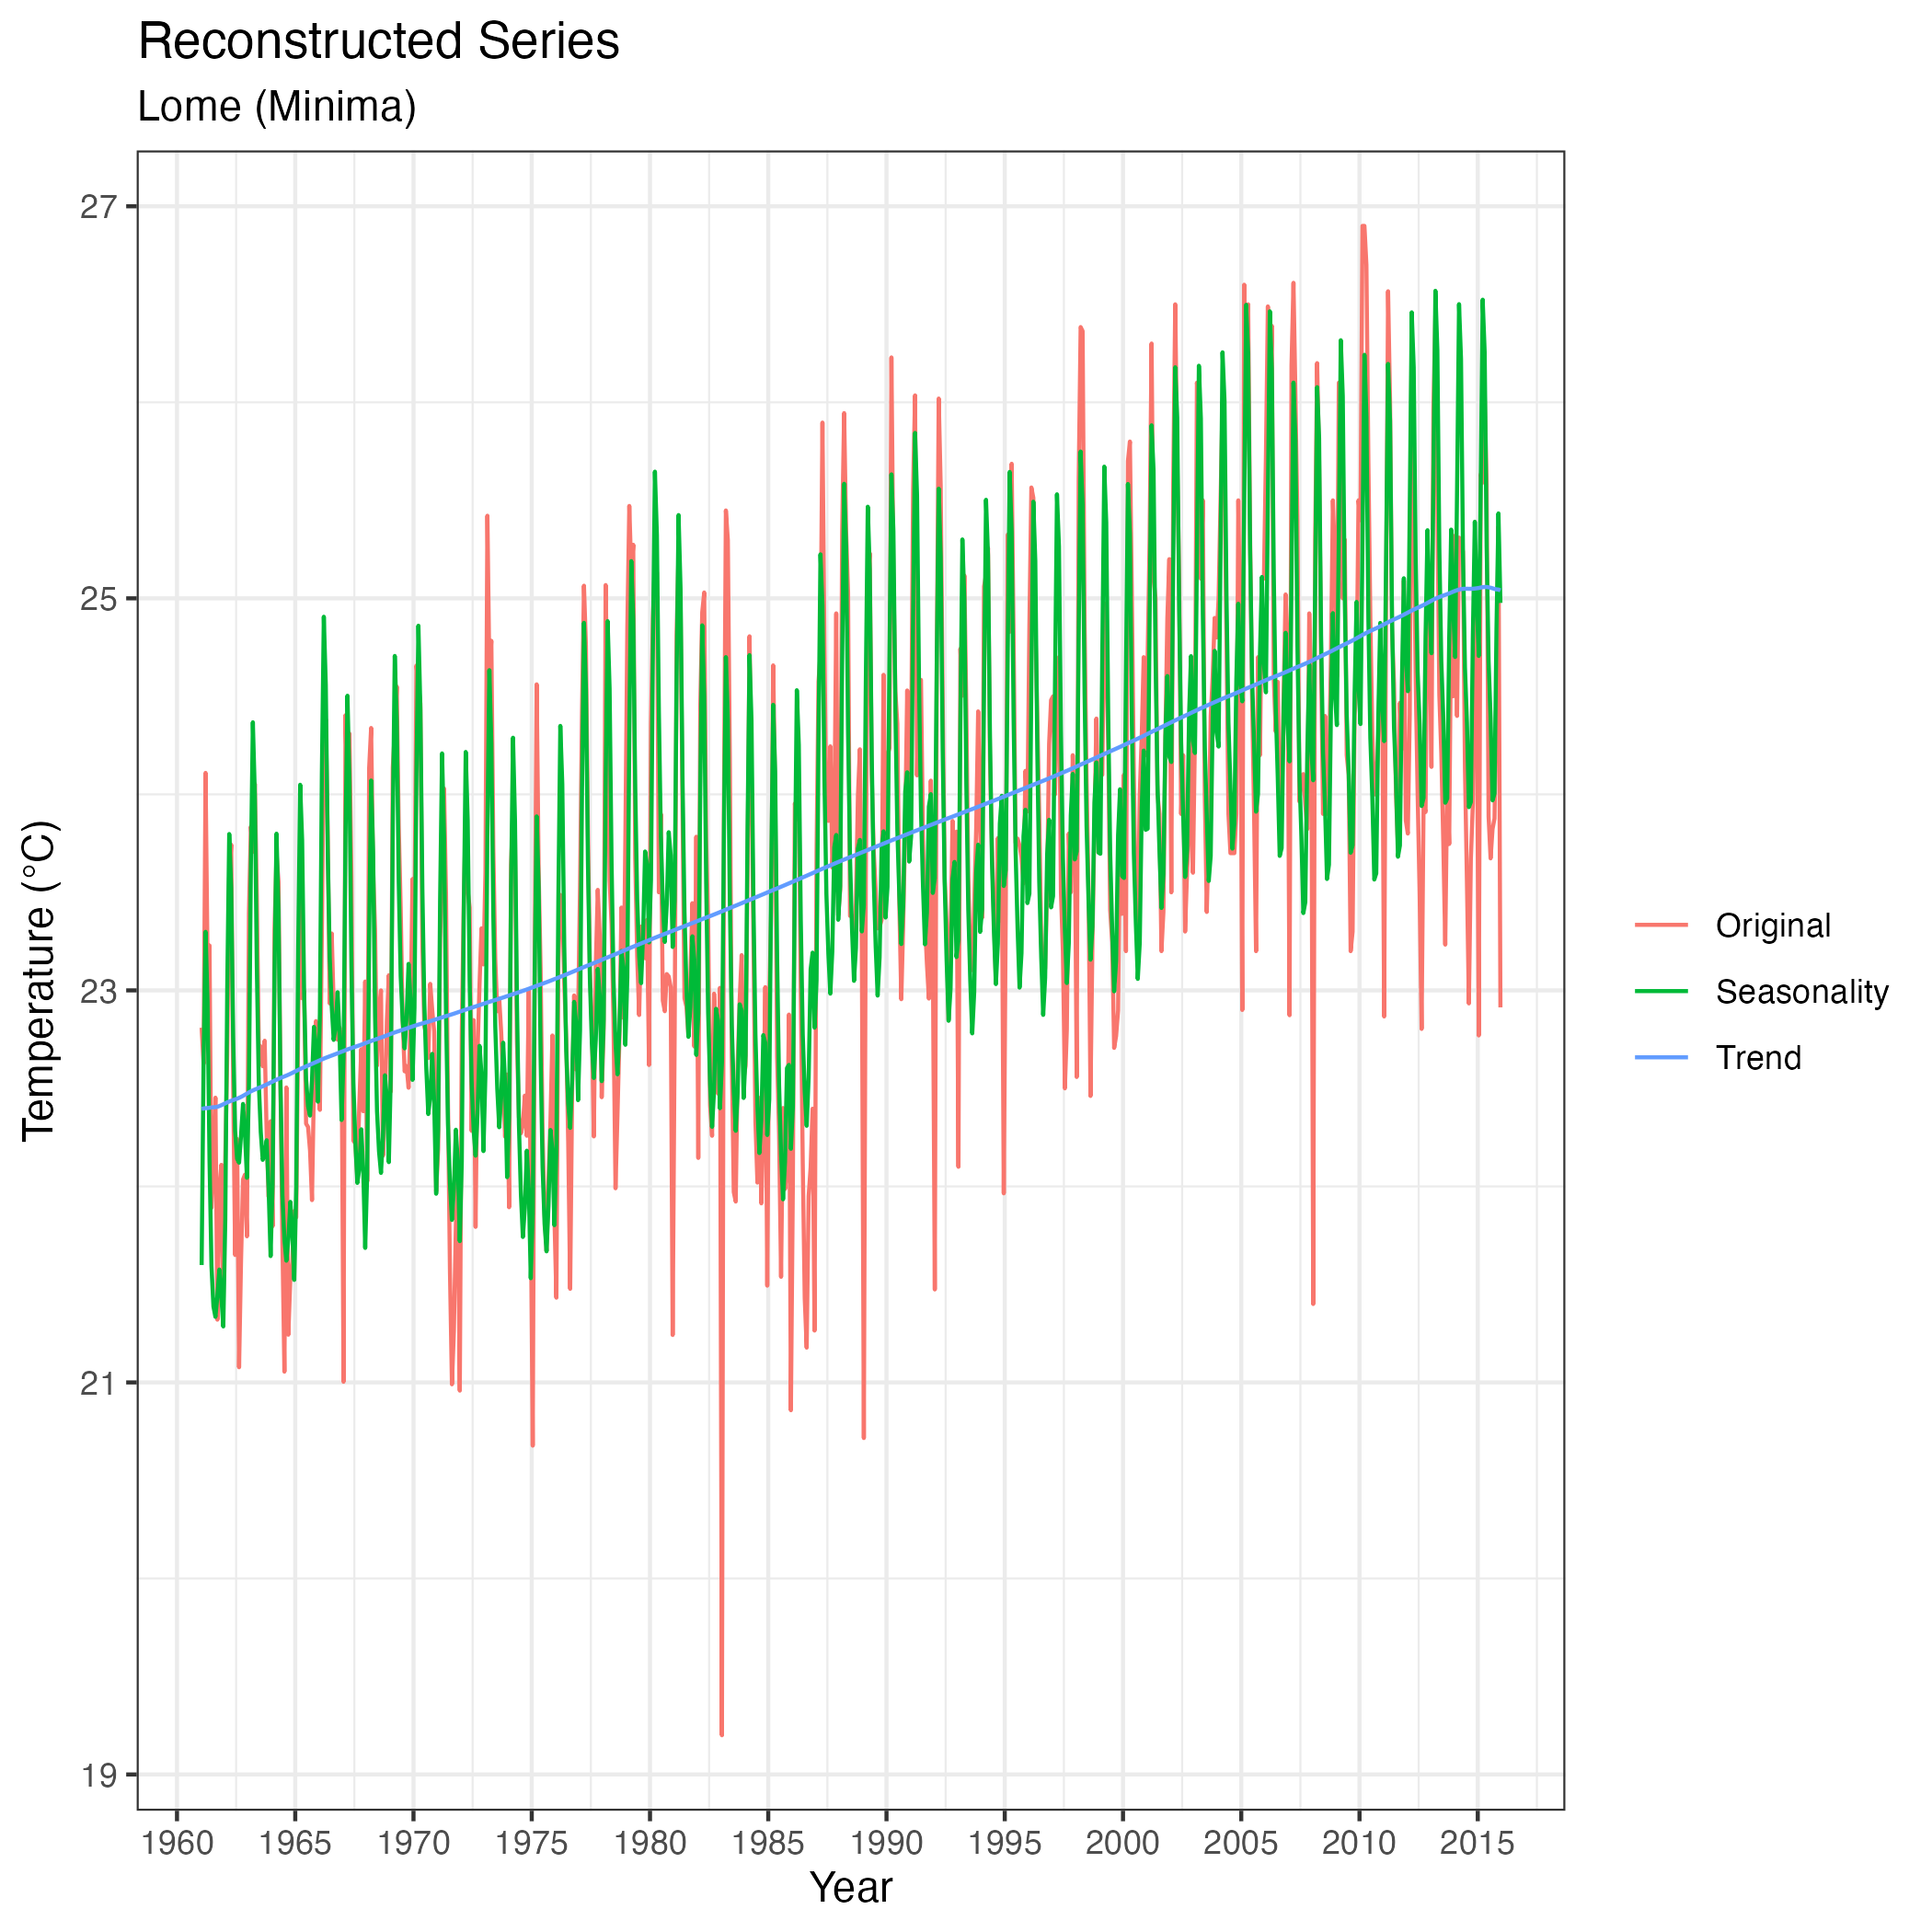 Reconstructed Series
Lome (Minima)
27
25
23
21
19
Temperature (°C)
1960 1965 1970 1975 1980 1985 1990 1995 2000 2005 2010 2015
Year
Original
Seasonality
Trend